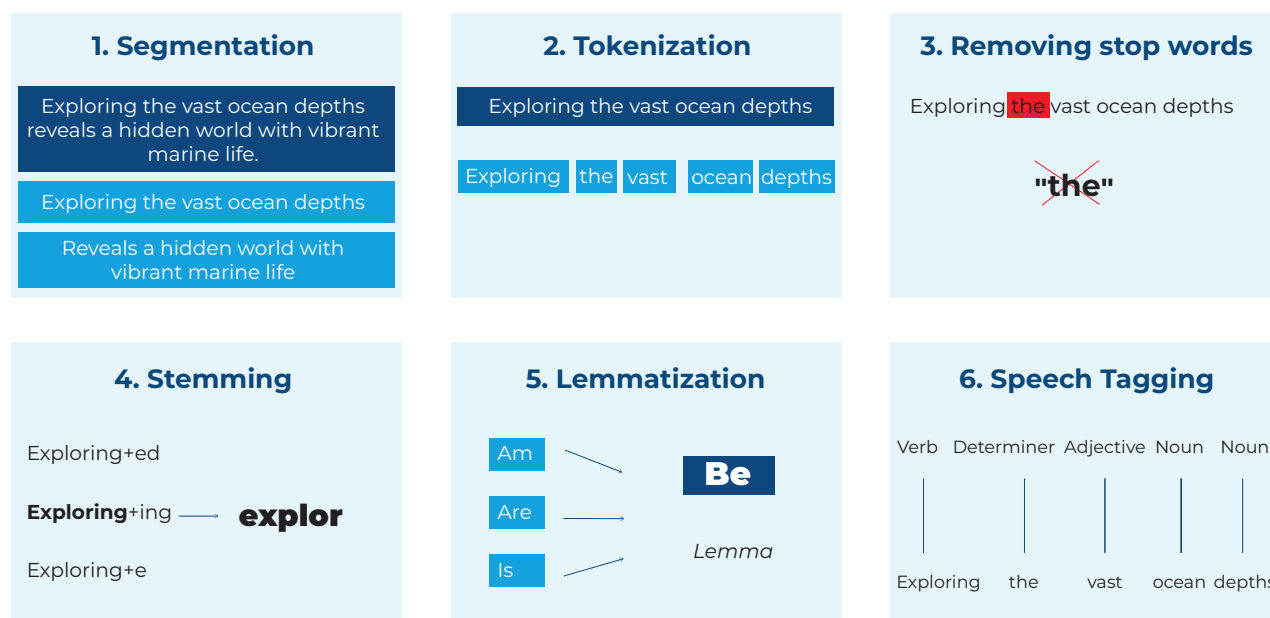 1. Segmentation
Exploring the vast ocean depths
reveals a hidden world with vibrant
marine life.
Exploring the vast ocean depths
Reveals a hidden world with
vibrant marine life
2. Tokenization
Exploring the vast ocean depths
Exploring the vast ocean depths
3. Removing stop words
Exploring the vast ocean depths
"the"
4. Stemming
Exploring+ed
Exploring+ing explor
Exploring+e
5. Lemmatization
Am
Are
Is
Be
Lemma
6. Speech Tagging
Verb Determiner Adjective Noun Noun
Exploring the vast ocean depths